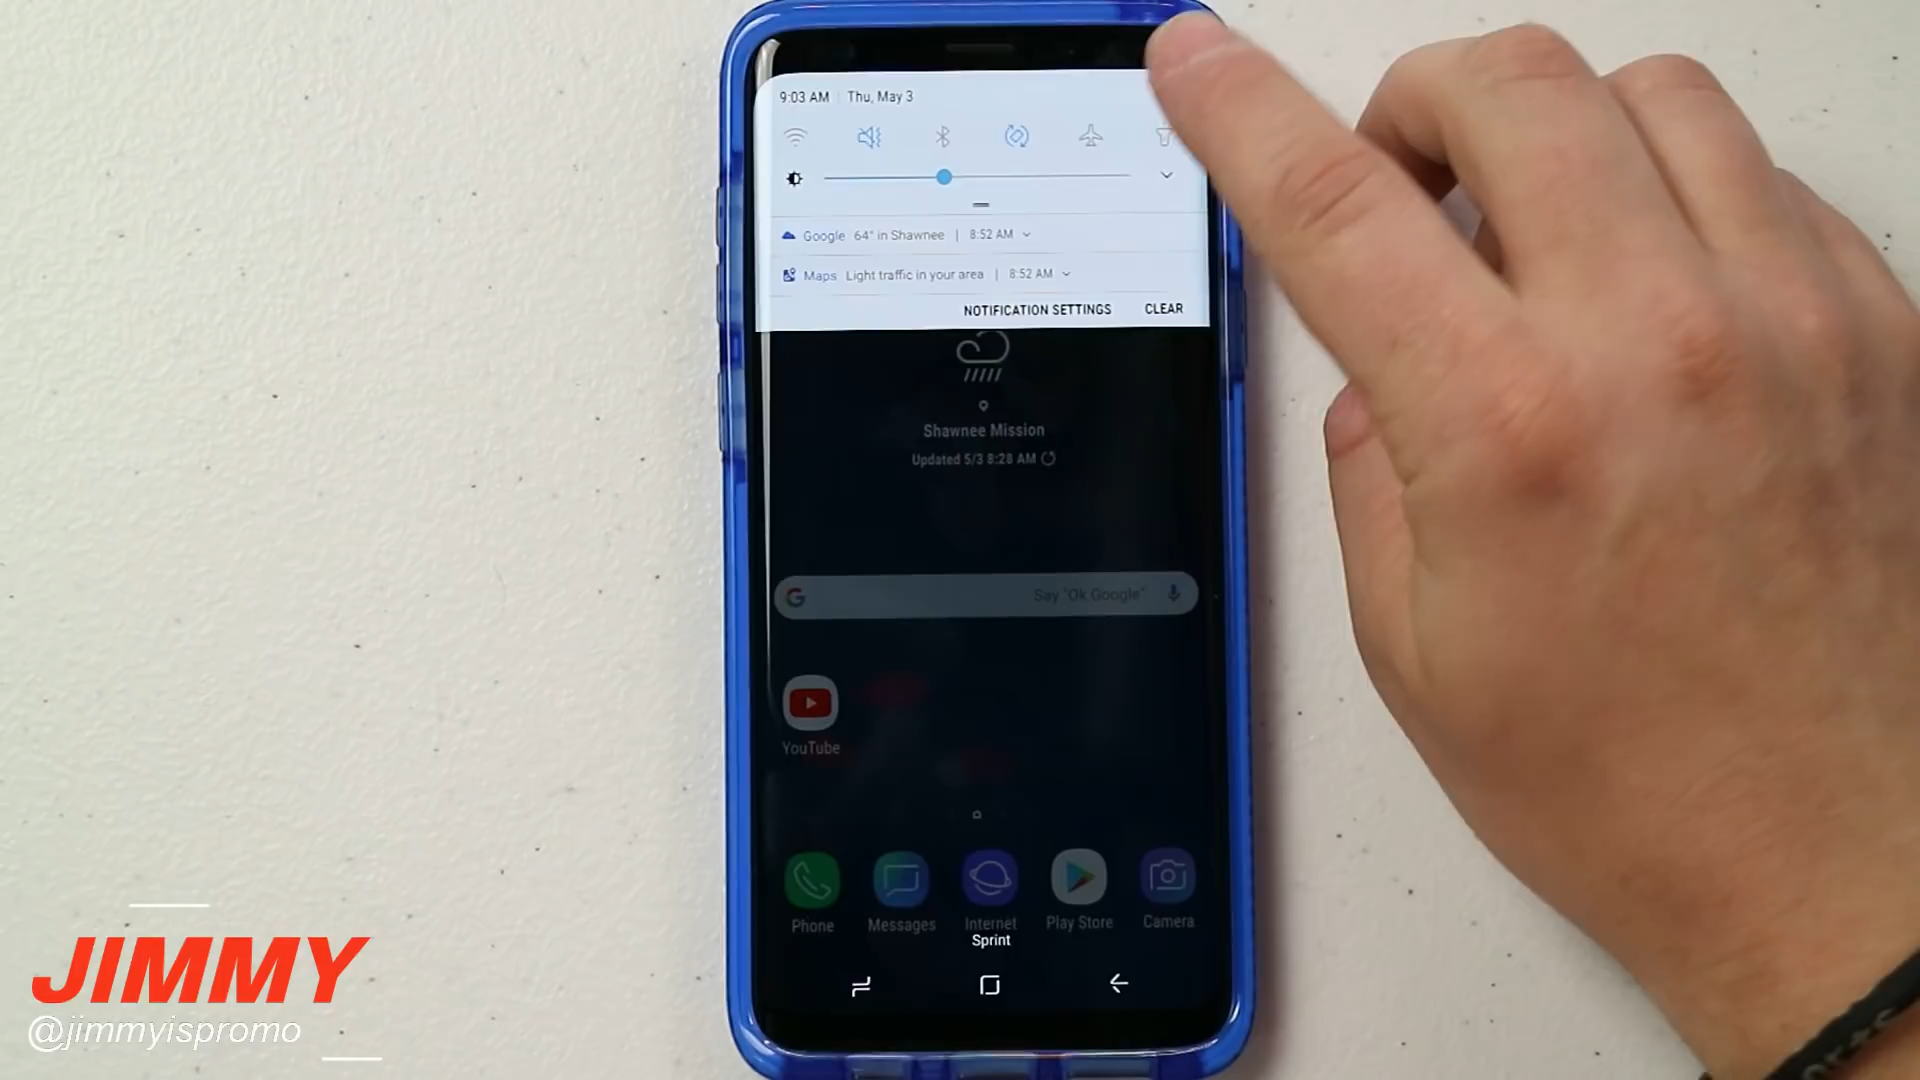 9:03 AM | Thu, May 3
Google 64° in Shawnee | 8:52 AM
Maps Light traffic in your area | 8:52 AM
NOTIFICATION SETTINGS CLEAR
Shawnee Mission
Updated 5/3 8:28 AM
G Say "Ok Google"
YouTube
Phone Messages Internet Play Store Camera
Sprint
JIMMY
@jimmyispromo